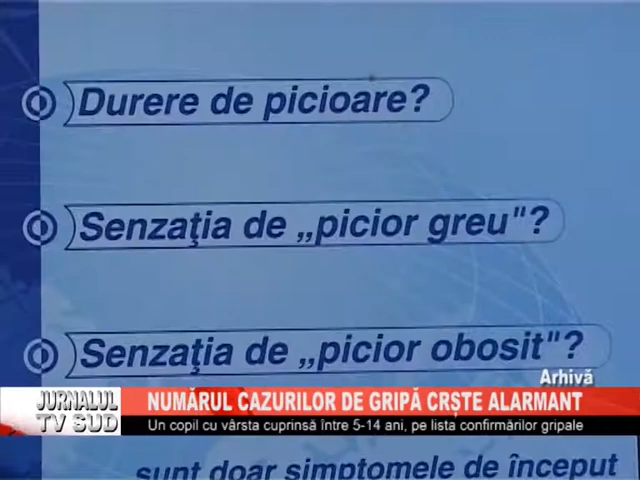 Durere de picioare?
Senzaţia de „picior greu"?
Senzaţia de „picior obosit"?
Arhivă
JURNALUL
TV SUD
NUMĂRUL CAZURILOR DE GRIPĂ CRȘTE ALARMANT
Un copil cu vârsta cuprinsă între 5-14 ani, pe lista confirmărilor gripale
sunt doar simptomele de început